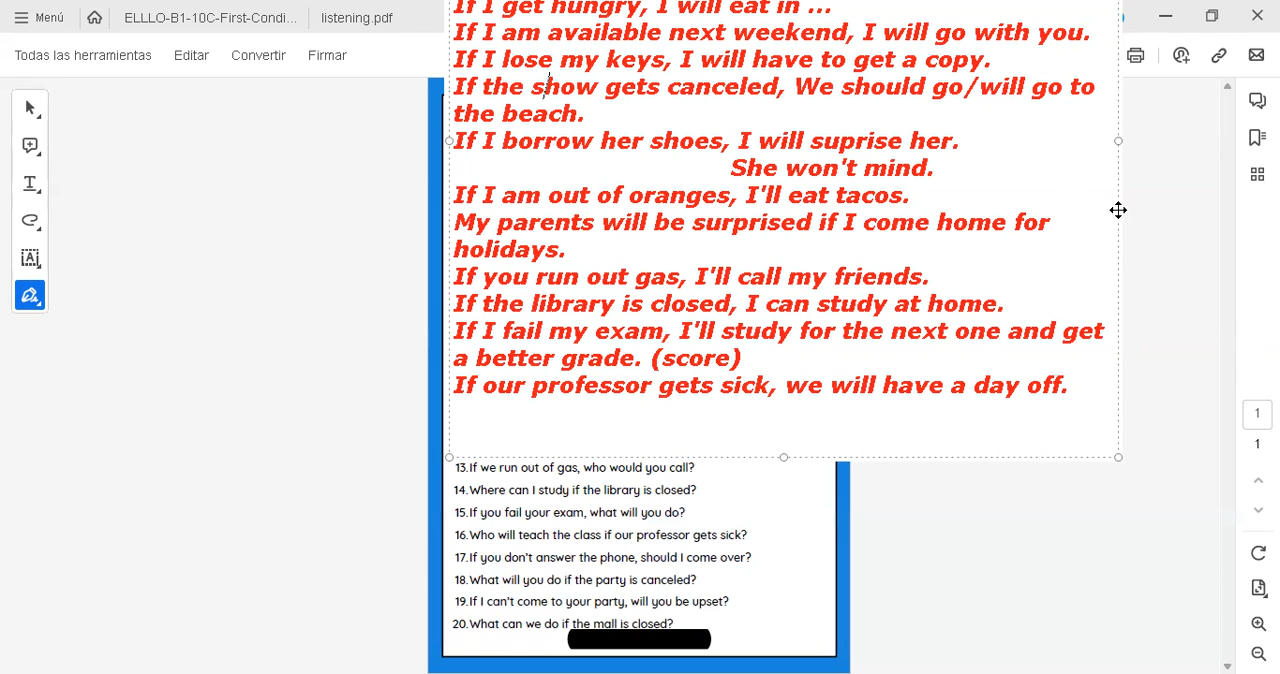 Menú
ELLLO-B1-10C-First-Condi...
listening.pdf
Todas las herramientas
Editar
Convertir
Firmar
If I get hungry, I will eat in ...
If I am available next weekend, I will go with you.
If I lose my keys, I will have to get a copy.
If the show gets canceled, We should go/will go to
the beach.
If I borrow her shoes, I will suprise her.
She won't mind.
If I am out of oranges, I'll eat tacos.
My parents will be surprised if I come home for
holidays.
If you run out gas, I'll call my friends.
If the library is closed, I can study at home.
If I fail my exam, I'll study for the next one and get
a better grade. (score)
If our professor gets sick, we will have a day off.
13.If we run out of gas, who would you call?
14.Where can I study if the library is closed?
15.If you fail your exam, what will you do?
16.Who will teach the class if our professor gets sick?
17.If you don't answer the phone, should I come over?
18.What will you do if the party is canceled?
19.If I can't come to your party, will you be upset?
20.What can we do if the mall is closed?
1
1